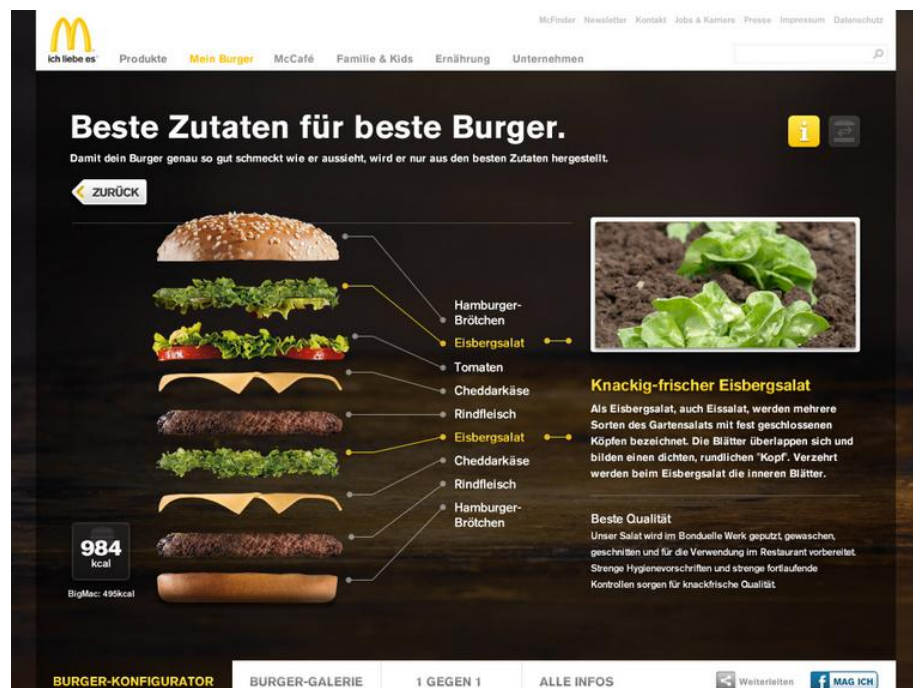 McFinder Newsletter Kontakt Jobs & Karriere Presse Impressum Datenschutz
ich liebe es
Produkte Mein Burger McCafé Familie & Kids Ernährung Unternehmen
Beste Zutaten für beste Burger.
Damit dein Burger genau so gut schmeckt wie er aussieht, wird er nur aus den besten Zutaten hergestellt.
ZURÜCK
Hamburger-
Brötchen
Eisbergsalat
Tomaten
Cheddarkäse
Rindfleisch
Eisbergsalat
Cheddarkäse
Rindfleisch
Hamburger-
Brötchen
984
kcal
BigMac: 495kcal
Knackig-frischer Eisbergsalat
Als Eisbergsalat, auch Eissalat, werden mehrere
Sorten des Gartensalats mit fest geschlossenen
Köpfen bezeichnet. Die Blätter überlappen sich und
bilden einen dichten, rundlichen "Kopf". Verzehrt
werden beim Eisbergsalat die inneren Blätter.
Beste Qualität
Unser Salat wird im Bonduelle Werk geputzt, gewaschen,
geschnitten und für die Verwendung im Restaurant vorbereitet.
Strenge Hygienevorschriften und strenge fortlaufende
Kontrollen sorgen für knackfrische Qualität.
BURGER-KONFIGURATOR BURGER-GALERIE 1 GEGEN 1 ALLE INFOS Weiterleiten MAG ICH